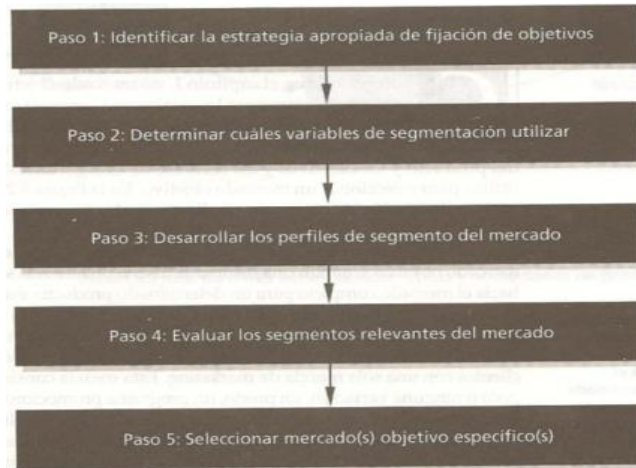 Paso 1: Identificar la estrategia apropiada de fijación de objetivos
Paso 2: Determinar cuáles variables de segmentación utilizar
Paso 3: Desarrollar los perfiles de segmento del mercado
Paso 4: Evaluar los segmentos relevantes del mercado
Paso 5: Seleccionar mercado(s) objetivo específico(s)